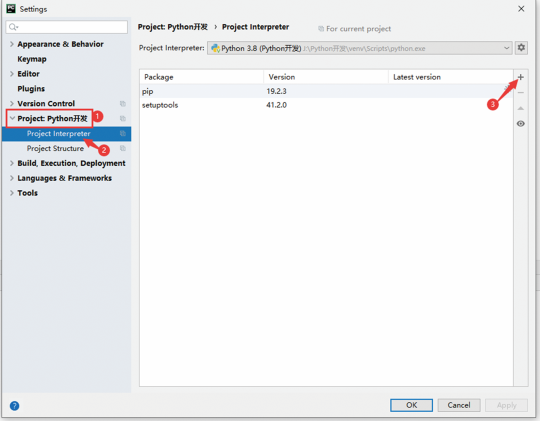 PC
Settings
Project: Python开发 › Project Interpreter
For current project
Project Interpreter: Python 3.8 (Python开发) J:\Python开发\venv\Scripts\python.exe
Appearance & Behavior
Keymap
Editor
Plugins
Version Control
Project: Python开发
1
Project Interpreter
2
Project Structure
Build, Execution, Deployment
Languages & Frameworks
Tools
Package Version Latest version
pip 19.2.3
setuptools 41.2.0
3
?
OK Cancel Apply